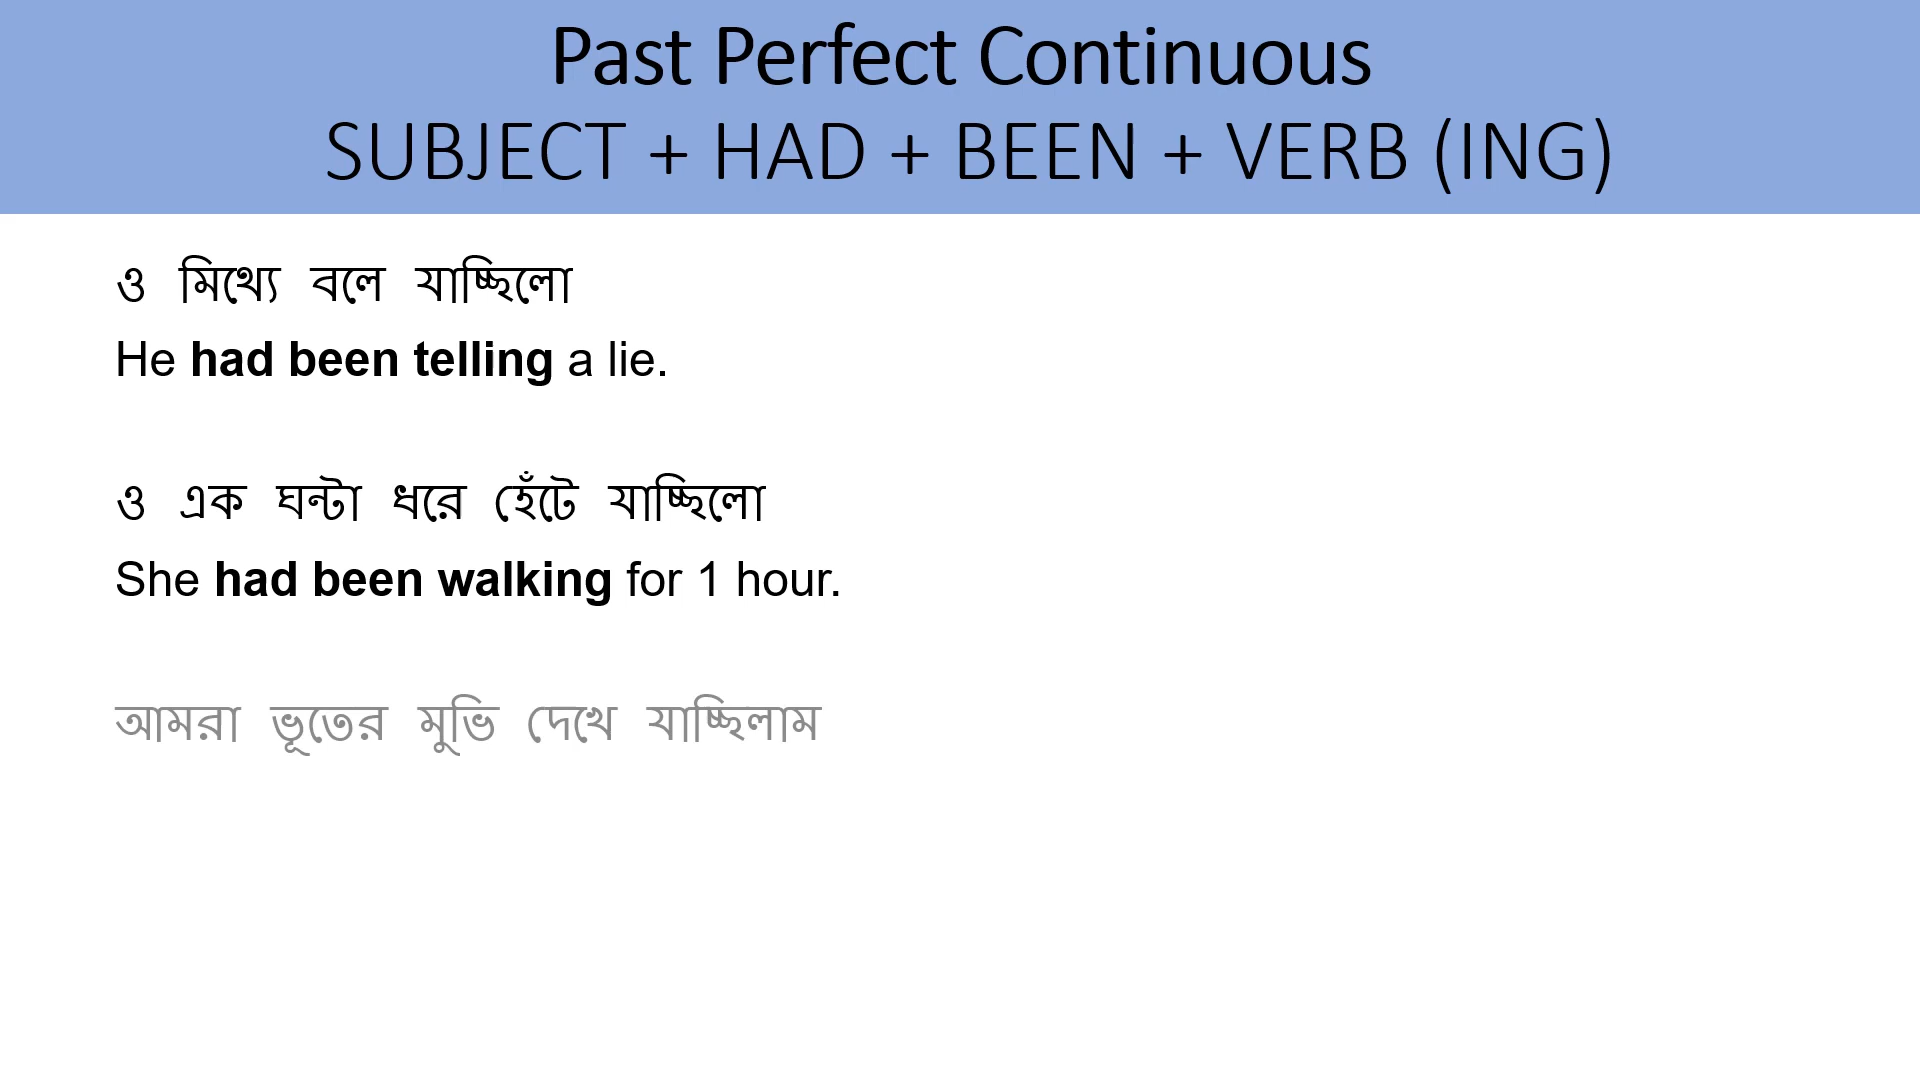 Past Perfect Continuous
SUBJECT + HAD + BEEN + VERB (ING)
ও মিথ্যে বলে যাচ্ছিলো
He had been telling a lie.
ও এক ঘন্টা ধরে হেঁটে যাচ্ছিলো
She had been walking for 1 hour.
আমরা ভূতের মুভি দেখে যাচ্ছিলাম